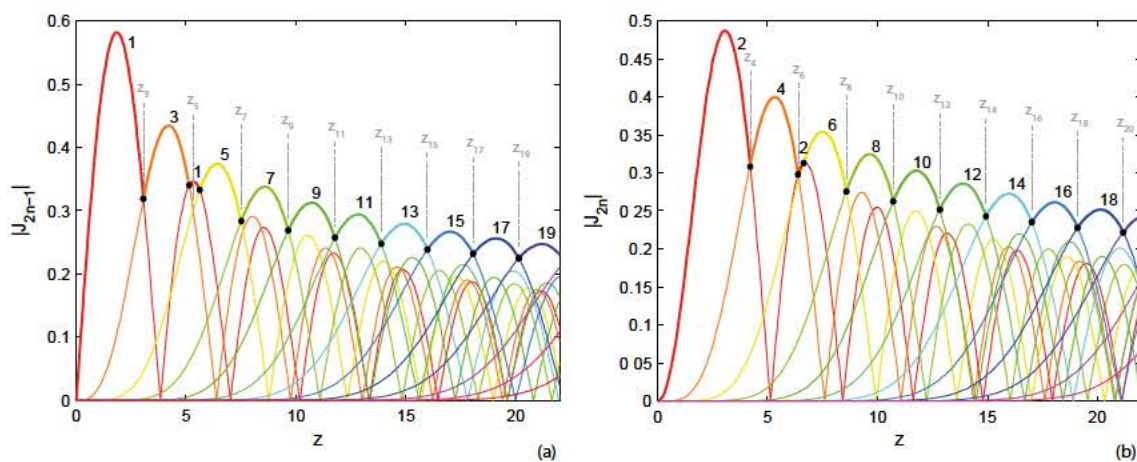 0.6
0.5
0.4
0.3
0.2
0.1
0
|J₂ₙ₋₁|
1
z₃
3
z₅
1
5
z₇
7
z₉
9
z₁₁
11
z₁₃
13
z₁₅
15
z₁₇
17
z₁₉
19
0 5 10 15 20
z
(a)
0.5
0.45
0.4
0.35
0.3
0.25
0.2
0.15
0.1
0 05
0
|J₂ₙ|
2
z₄
4
z₆
2
6
z₈
8
z₁₀
10
z₁₂
12
z₁₄
14
z₁₆
16
z₁₈
18
z₂₀
0 5 10 15 20
z
(b)